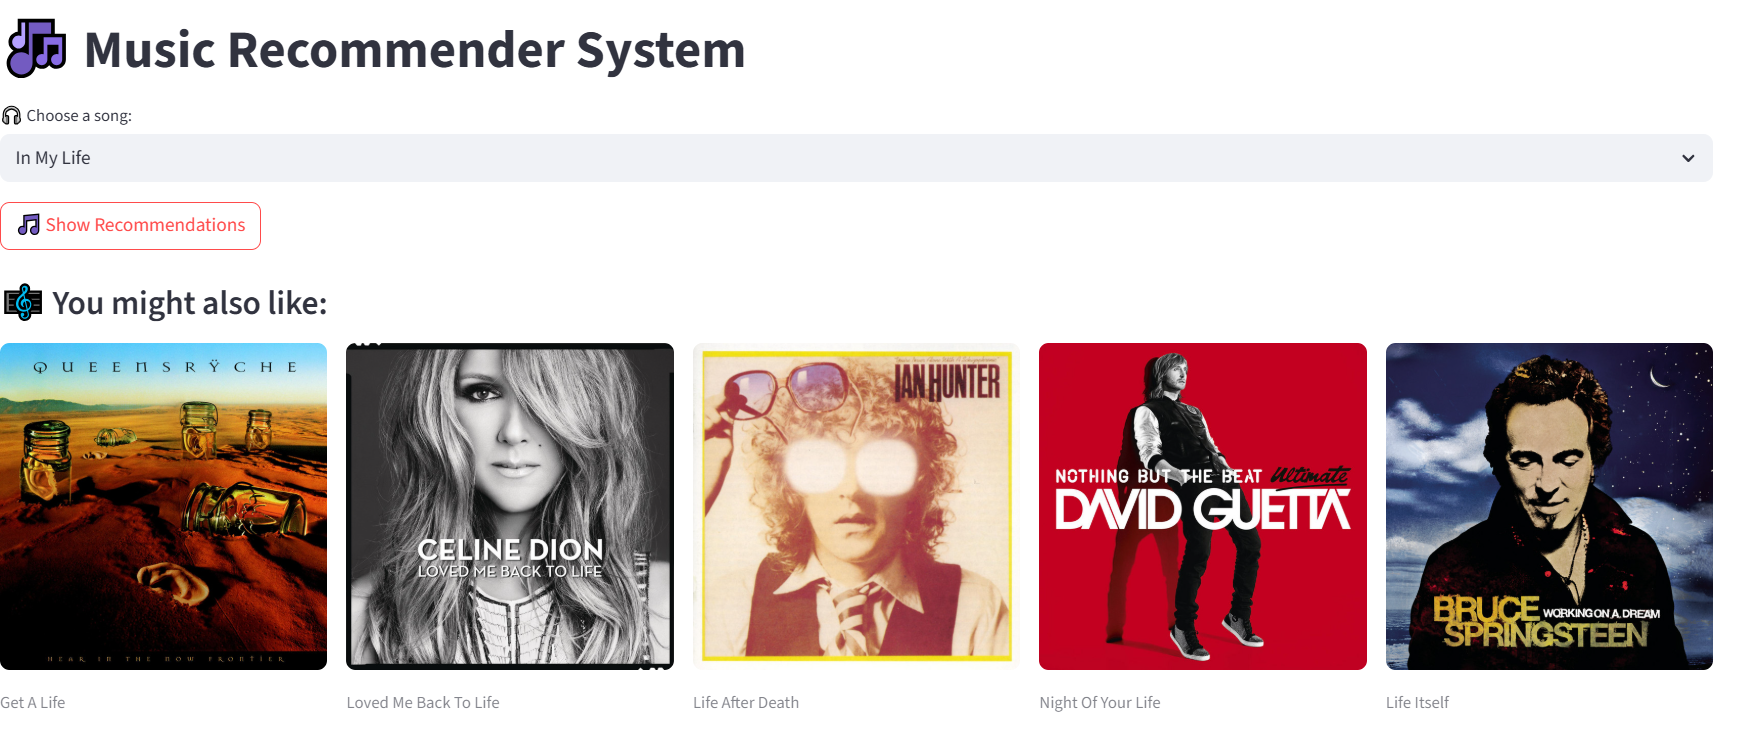 Music Recommender System
Choose a song:
In My Life
Show Recommendations
You might also like:
QUEENSRŸCHE
HEAR IN THE NOW FRONTIER
CELINE DION
LOVED ME BACK TO LIFE
IAN HUNTER
NOTHING BUT THE BEAT Ultimate
DAVID GUETTA
BRUCE WORKING ON A DREAM
SPRINGSTEEN
Get A Life
Loved Me Back To Life
Life After Death
Night Of Your Life
Life Itself